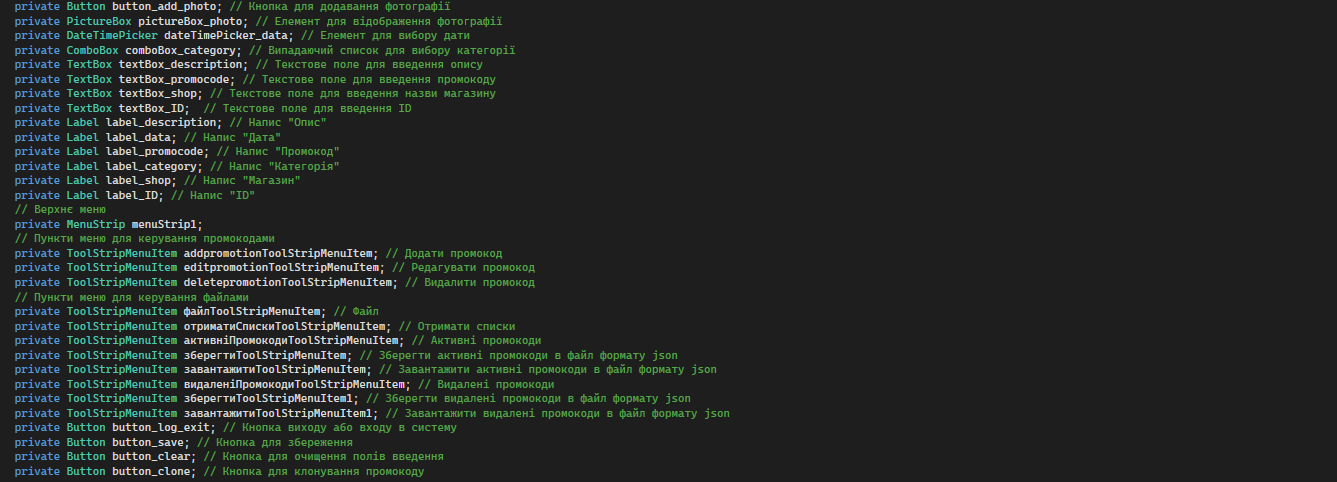 private Button button_add_photo; // Кнопка для додавання фотографії
private PictureBox pictureBox_photo; // Елемент для відображення фотографії
private DateTimePicker dateTimePicker_data; // Елемент для вибору дати
private ComboBox comboBox_category; // Випадаючий список для вибору категорії
private TextBox textBox_description; // Текстове поле для введення опису
private TextBox textBox_promocode; // Текстове поле для введення промокоду
private TextBox textBox_shop; // Текстове поле для введення назви магазину
private TextBox textBox_ID;  // Текстове поле для введення ID
private Label label_description; // Напис "Опис"
private Label label_data; // Напис "Дата"
private Label label_promocode; // Напис "Промокод"
private Label label_category; // Напис "Категорія"
private Label label_shop; // Напис "Магазин"
private Label label_ID; // Напис "ID"
// Верхнє меню
private MenuStrip menuStrip1;
// Пункти меню для керування промокодами
private ToolStripMenuItem addpromotionToolStripMenuItem; // Додати промокод
private ToolStripMenuItem editpromotionToolStripMenuItem; // Редагувати промокод
private ToolStripMenuItem deletepromotionToolStripMenuItem; // Видалити промокод
// Пункти меню для керування файлами
private ToolStripMenuItem файлToolStripMenuItem; // Файл
private ToolStripMenuItem отриматиСпискиToolStripMenuItem; // Отримати списки
private ToolStripMenuItem активніПромокодиToolStripMenuItem; // Активні промокоди
private ToolStripMenuItem зберегтиToolStripMenuItem; // Зберегти активні промокоди в файл формату json
private ToolStripMenuItem завантажитиToolStripMenuItem; // Завантажити активні промокоди в файл формату json
private ToolStripMenuItem видаленіПромокодиToolStripMenuItem; // Видалені промокоди
private ToolStripMenuItem зберегтиToolStripMenuItem1; // Зберегти видалені промокоди в файл формату json
private ToolStripMenuItem завантажитиToolStripMenuItem1; // Завантажити видалені промокоди в файл формату json
private Button button_log_exit; // Кнопка виходу або входу в систему
private Button button_save; // Кнопка для збереження
private Button button_clear; // Кнопка для очищення полів введення
private Button button_clone; // Кнопка для клонування промокоду